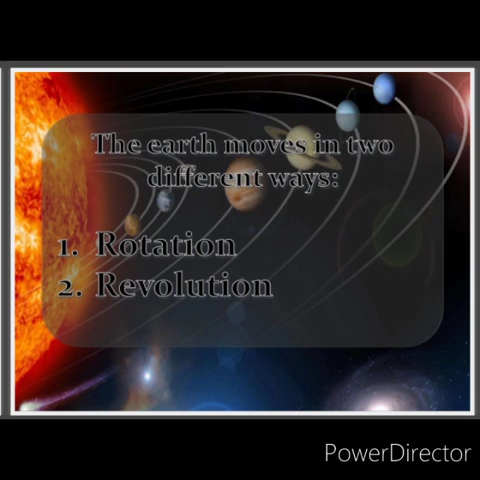 The earth moves in two
different ways:
1. Rotation
2. Revolution
PowerDirector